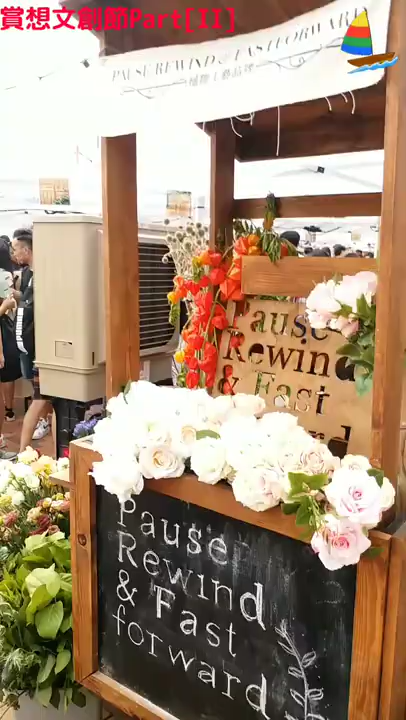 賞想文創節Part[II]
PAUSE REWIND & FASTFORWARD
Pause
Rewind
& Fast
Pause
Rewind
& Fast
forward